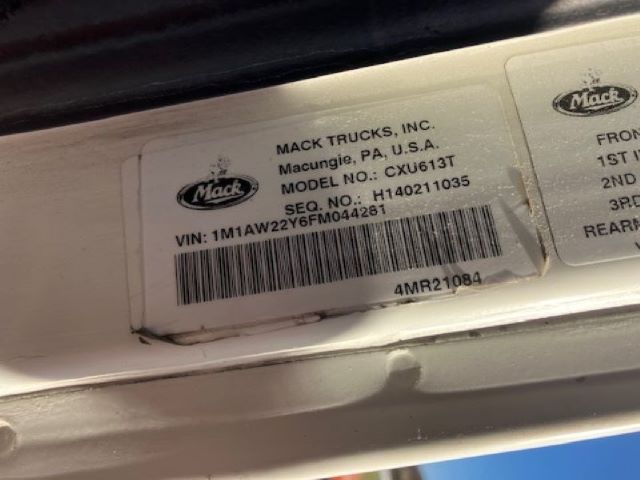 Mack
MACK TRUCKS, INC.
Macungie, PA, U.S.A.
MODEL NO.: CXU613T
SEQ. NO.: H140211035
VIN: 1M1AW22Y6FM044281
4MR21084
Mack
FRON
1ST I
2ND
3RD
REARM